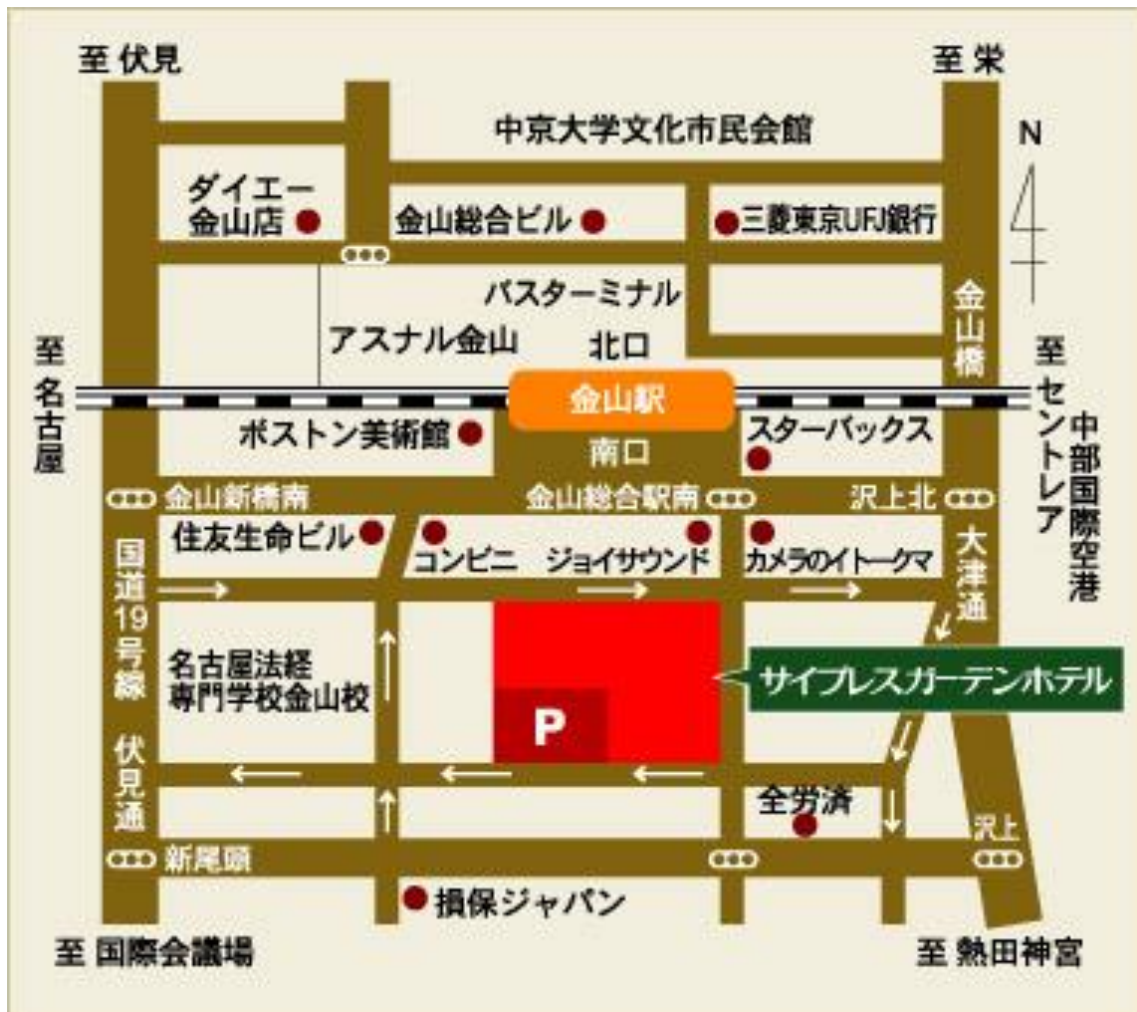 至 伏見
至 栄
中京大学文化市民会館
N
ダイエー
金山店
金山総合ビル
三菱東京UFJ銀行
バスターミナル
金山橋
アスナル金山
北口
至 名古屋
至 セントレア
中部国際空港
金山駅
ボストン美術館
南口
スターバックス
金山新橋南
金山総合駅南
沢上北
住友生命ビル
コンビニ
ジョイサウンド
カメラのイトークマ
国道19号線 伏見通
大津通
名古屋法経
専門学校金山校
サイプレスガーデンホテル
P
全労済
沢上
新尾頭
損保ジャパン
至 国際会議場
至 熱田神宮